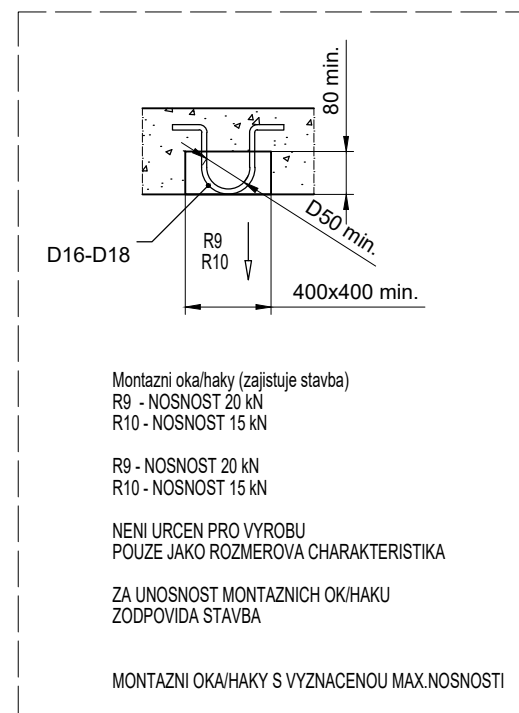 80 min.
D50 min.
D16-D18
R9
R10
400x400 min.
Montazni oka/haky (zajistuje stavba)
R9 - NOSNOST 20 kN
R10 - NOSNOST 15 kN
R9 - NOSNOST 20 kN
R10 - NOSNOST 15 kN
NENI URCEN PRO VYROBU
POUZE JAKO ROZMEROVA CHARAKTERISTIKA
ZA UNOSNOST MONTAZNICH OK/HAKU
ZODPOVIDA STAVBA
MONTAZNI OKA/HAKY S VYZNACENOU MAX.NOSNOSTI